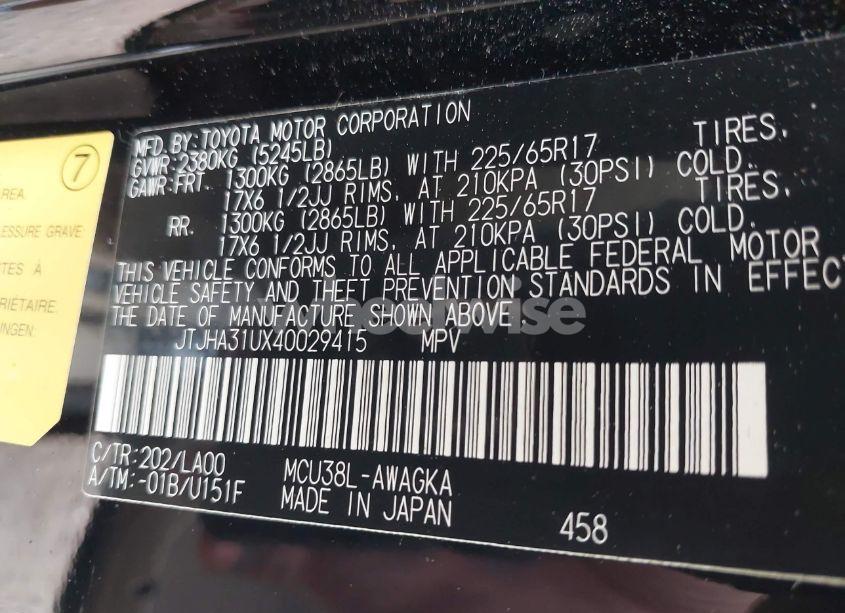 7
AREA.
PRESSURE GRAVE
RIÉTAIRE.
MFD.BY:TOYOTA MOTOR CORPORATION
GVWR:2380KG (5245LB)
GAWR:FRT. 1300KG (2865LB) WITH 225/65R17 TIRES,
17X6 1/2JJ RIMS, AT 210KPA (30PSI) COLD.
RR. 1300KG (2865LB) WITH 225/65R17 TIRES,
17X6 1/2JJ RIMS, AT 210KPA (30PSI) COLD.
THIS VEHICLE CONFORMS TO ALL APPLICABLE FEDERAL MOTOR
VEHICLE SAFETY AND THEFT PREVENTION STANDARDS IN EFFECT
THE DATE OF MANUFACTURE SHOWN ABOVE.
JTJHA31UX40029415 MPV
C/TR:202/LA00 MCU38L-AWAGKA
A/TM:-01B/U151F MADE IN JAPAN 458